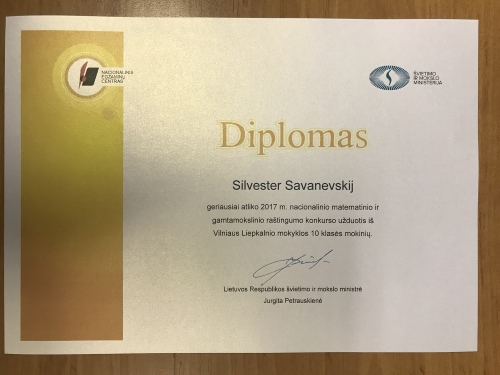 NACIONALINIS
EGZAMINŲ
CENTRAS
ŠVIETIMO
IR MOKSLO
MINISTERIJA
Diplomas
Silvester Savanevskij
geriausiai atliko 2017 m. nacionalinio matematinio ir
gamtamokslinio raštingumo konkurso užduotis iš
Vilniaus Liepkalnio mokyklos 10 klasės mokinių.
Lietuvos Respublikos švietimo ir mokslo ministrė
Jurgita Petrauskienė